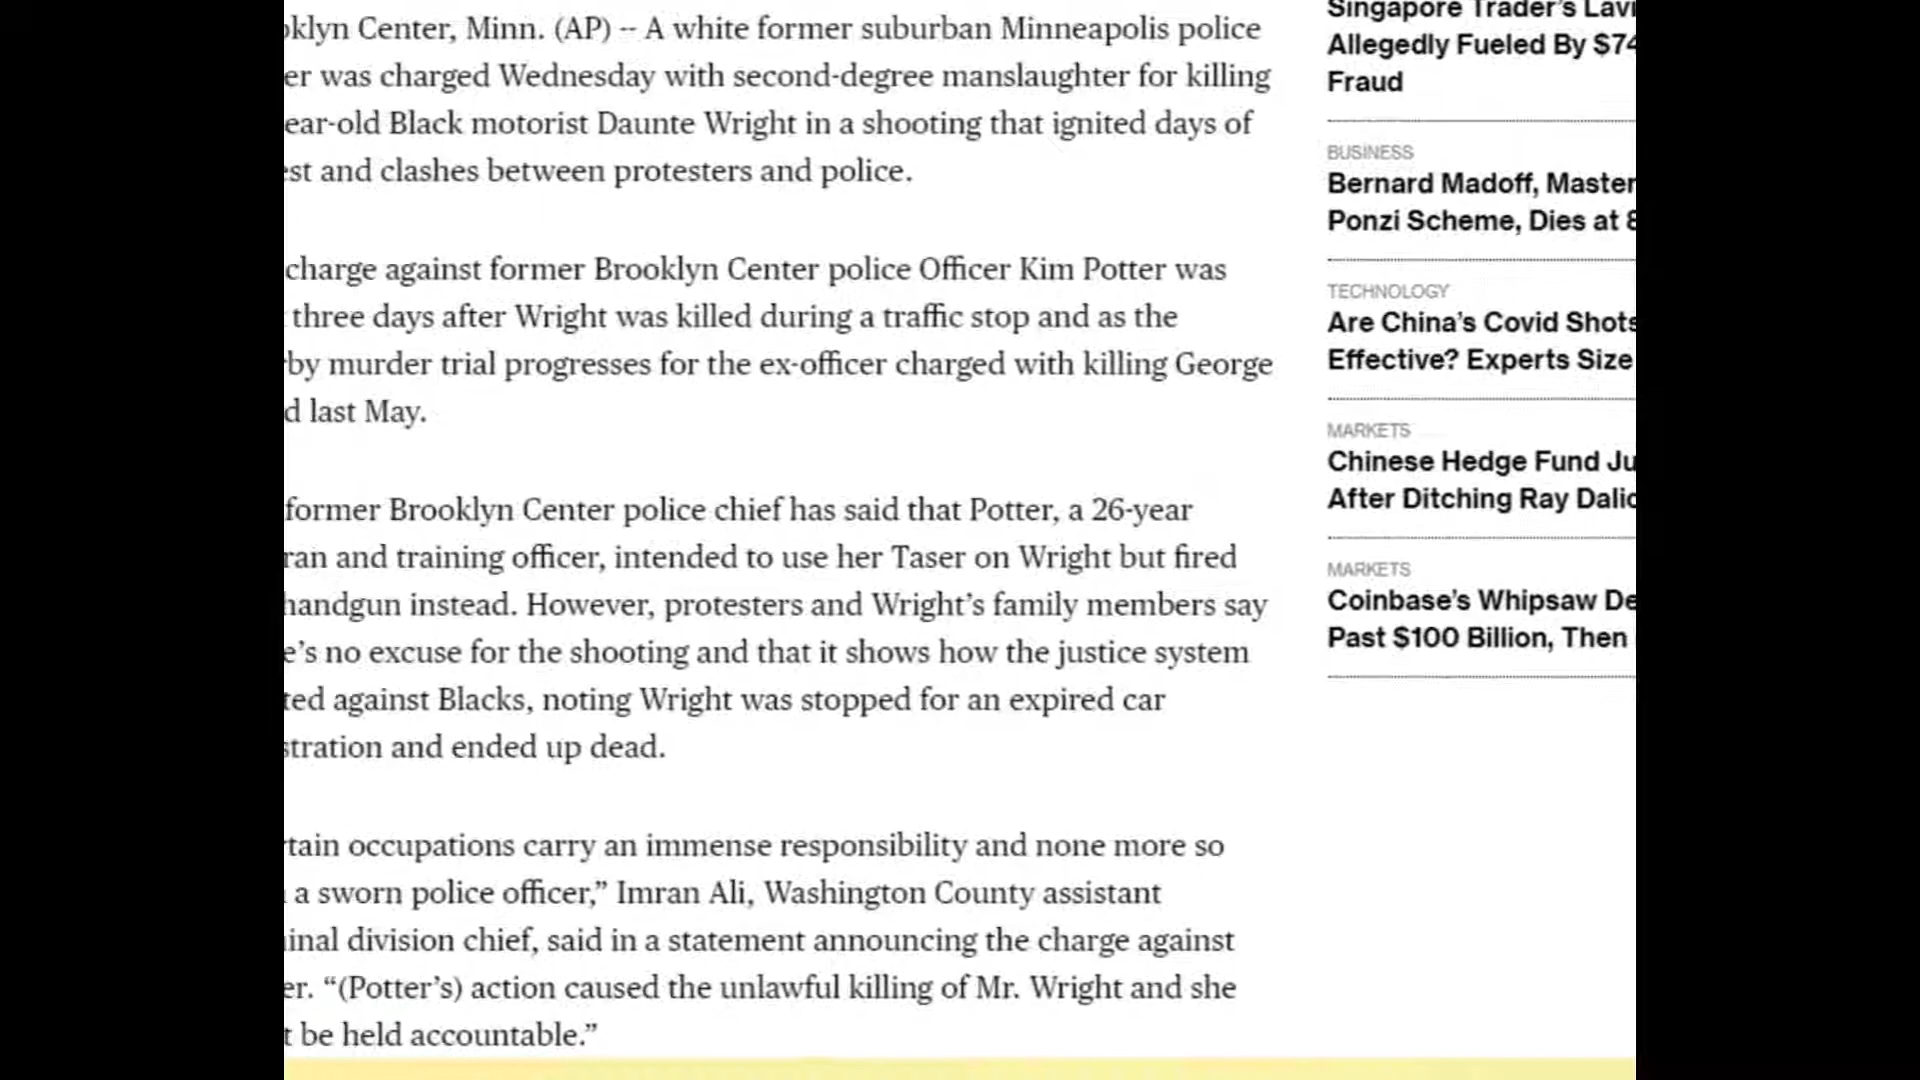 oklyn Center, Minn. (AP) -- A white former suburban Minneapolis police
er was charged Wednesday with second-degree manslaughter for killing
ear-old Black motorist Daunte Wright in a shooting that ignited days of
est and clashes between protesters and police.
charge against former Brooklyn Center police Officer Kim Potter was
three days after Wright was killed during a traffic stop and as the
by murder trial progresses for the ex-officer charged with killing George
d last May.
former Brooklyn Center police chief has said that Potter, a 26-year
ran and training officer, intended to use her Taser on Wright but fired
handgun instead. However, protesters and Wright’s family members say
e’s no excuse for the shooting and that it shows how the justice system
ted against Blacks, noting Wright was stopped for an expired car
stration and ended up dead.
tain occupations carry an immense responsibility and none more so
a sworn police officer,” Imran Ali, Washington County assistant
inal division chief, said in a statement announcing the charge against
er. “(Potter’s) action caused the unlawful killing of Mr. Wright and she
t be held accountable.”
Singapore Trader’s Lavi
Allegedly Fueled By $74
Fraud
BUSINESS
Bernard Madoff, Master
Ponzi Scheme, Dies at 8
TECHNOLOGY
Are China’s Covid Shots
Effective? Experts Size
MARKETS
Chinese Hedge Fund Ju
After Ditching Ray Dalio
MARKETS
Coinbase’s Whipsaw De
Past $100 Billion, Then